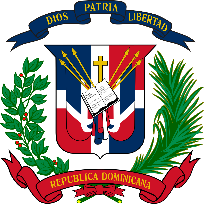 DIOS PATRIA LIBERTAD
REPUBLICA DOMINICANA